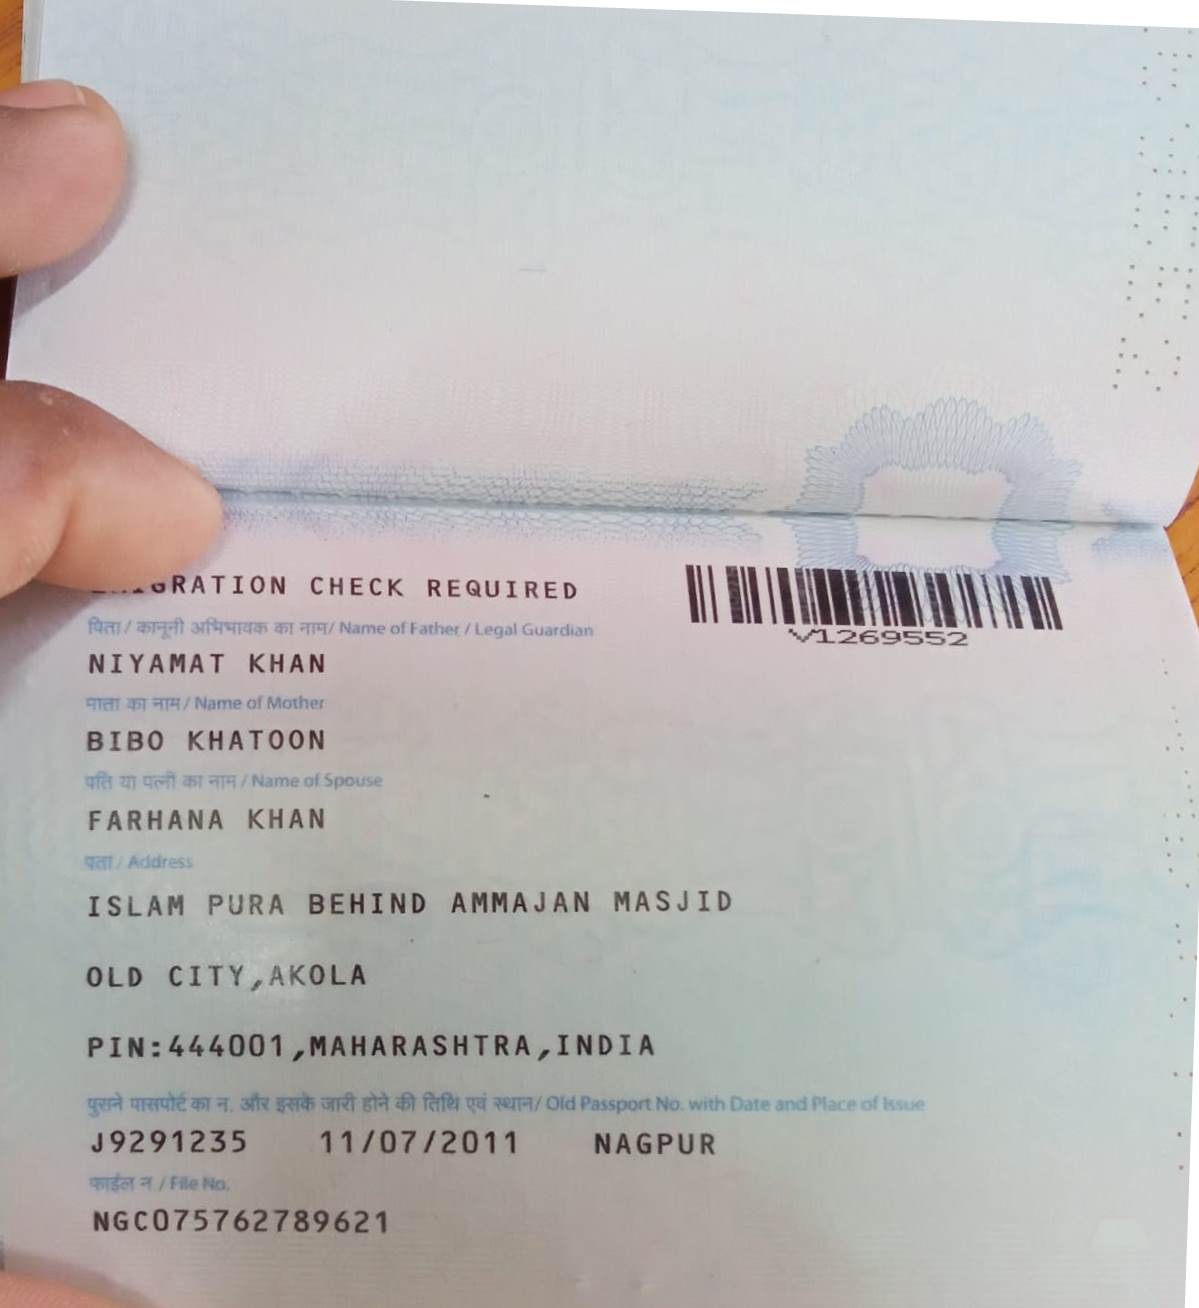 EMIGRATION CHECK REQUIRED
V1269552
पिता / कानूनी अभिभावक का नाम / Name of Father / Legal Guardian
NIYAMAT KHAN
माता का नाम / Name of Mother
BIBO KHATOON
पति या पत्नी का नाम / Name of Spouse
FARHANA KHAN
पता / Address
ISLAM PURA BEHIND AMMAJAN MASJID
OLD CITY,AKOLA
PIN:444001,MAHARASHTRA,INDIA
पुराने पासपोर्ट का न. और इसके जारी होने की तिथि एवं स्थान/ Old Passport No. with Date and Place of Issue
J9291235 11/07/2011 NAGPUR
फाईल न / File No.
NGC075762789621